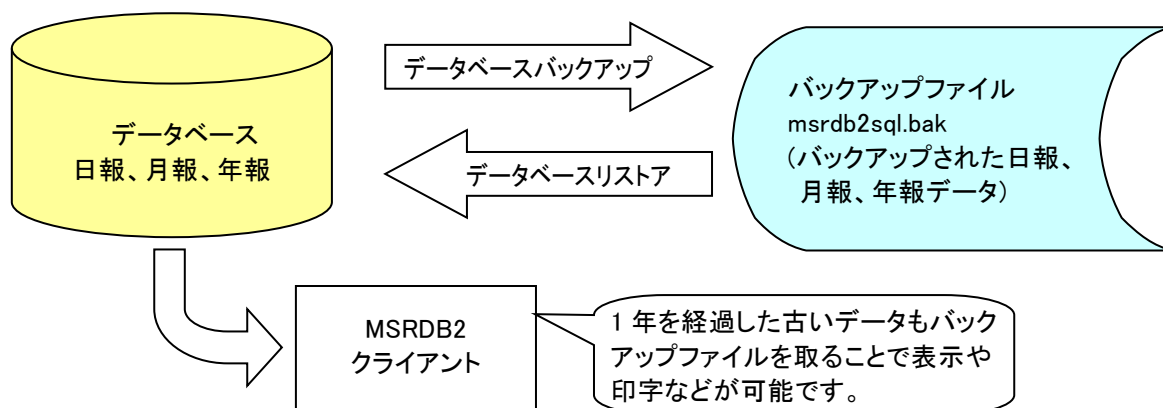 データベース
日報、月報、年報
データベースバックアップ
データベースリストア
バックアップファイル
msrdb2sql.bak
(バックアップされた日報、
月報、年報データ)
MSRDB2
クライアント
1 年を経過した古いデータもバック
アップファイルを取ることで表示や
印字などが可能です。